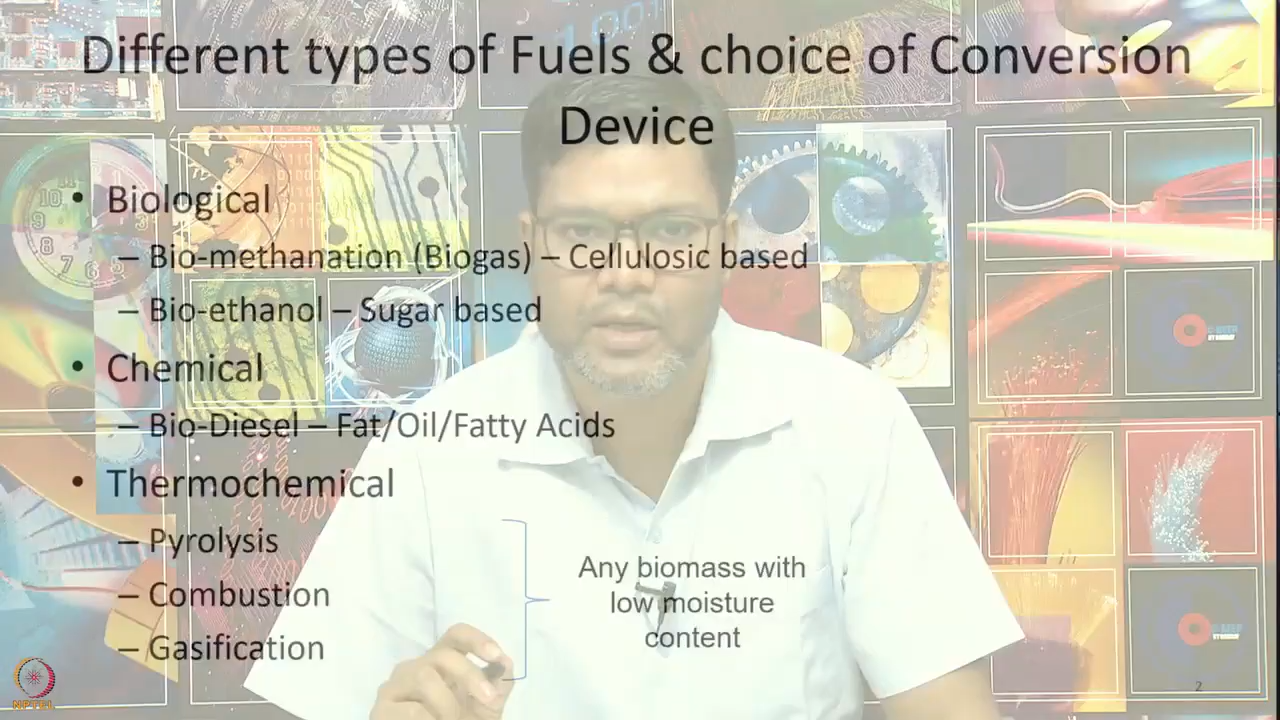 Different types of Fuels & choice of Conversion
Device
• Biological
– Bio-methanation (Biogas) – Cellulosic based
– Bio-ethanol – Sugar based
• Chemical
– Bio-Diesel – Fat/Oil/Fatty Acids
• Thermochemical
– Pyrolysis
– Combustion
– Gasification
Any biomass with
low moisture
content
2
NPTEL